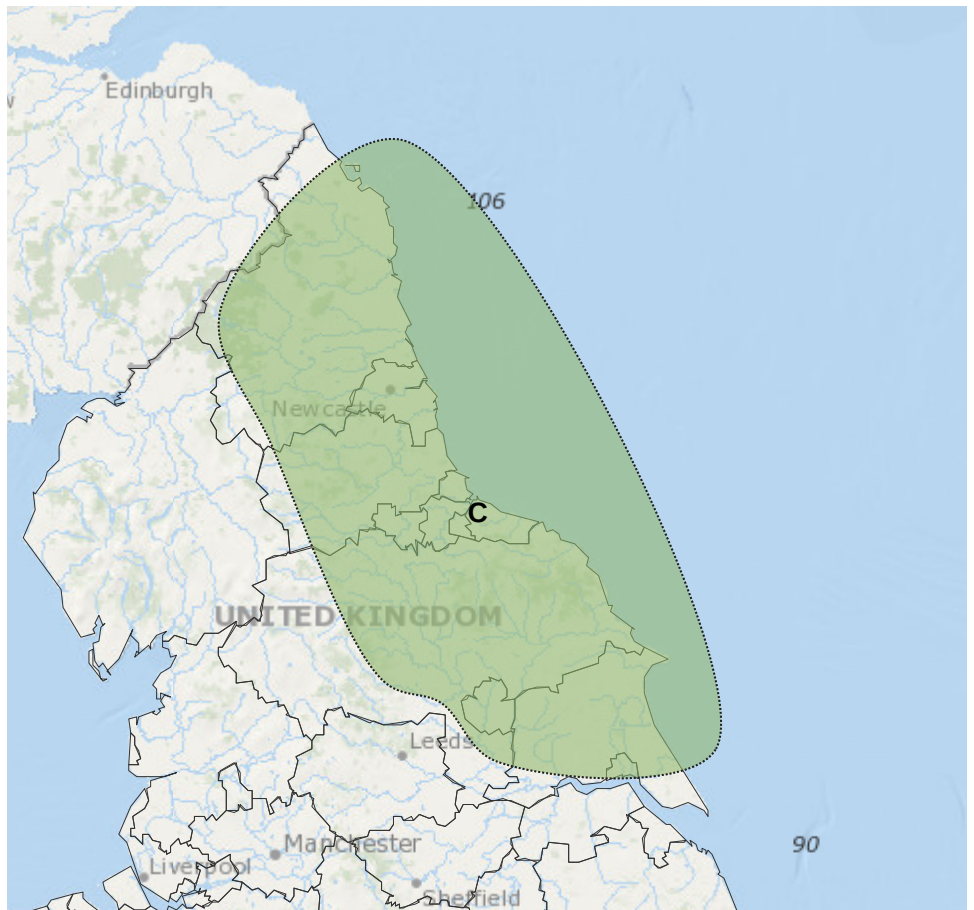 w
Edinburgh
106
Newcastle
C
UNITED KINGDOM
Leeds
Manchester
90
Liverpool
Sheffield